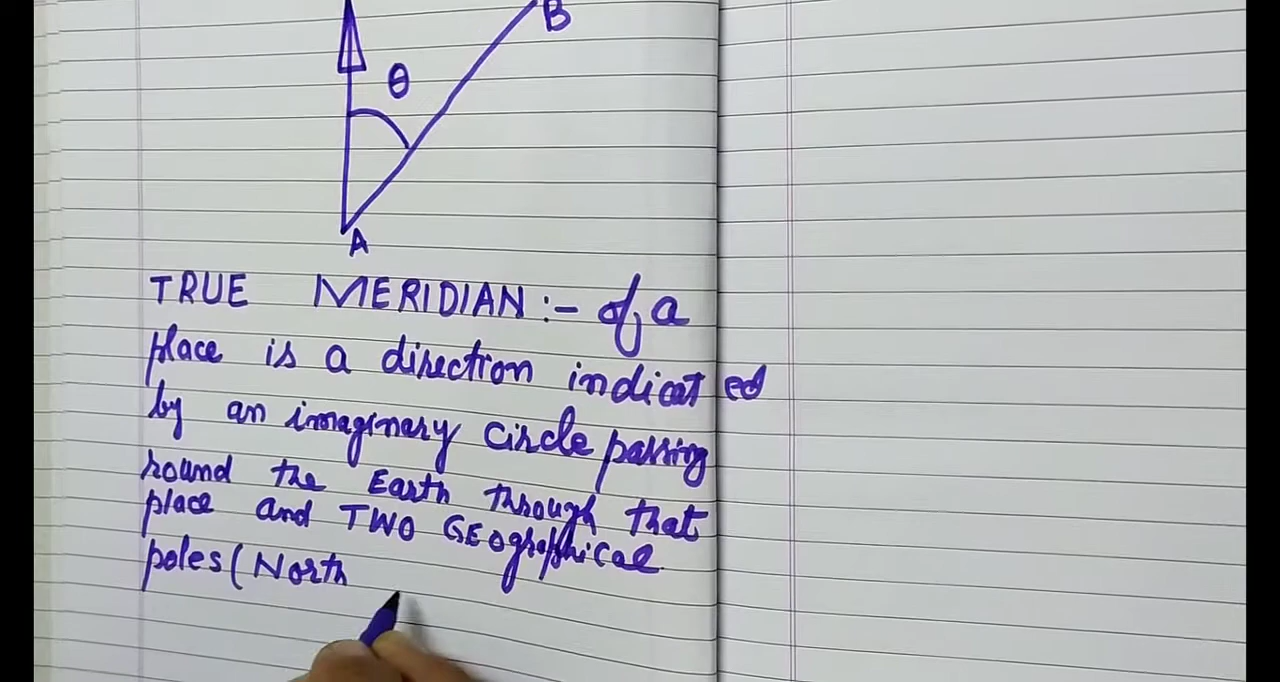 B
θ
A
TRUE MERIDIAN :- of a
place is a direction indicated
by an imaginary circle passing
round the Earth through that
place and TWO GEographical
poles (North